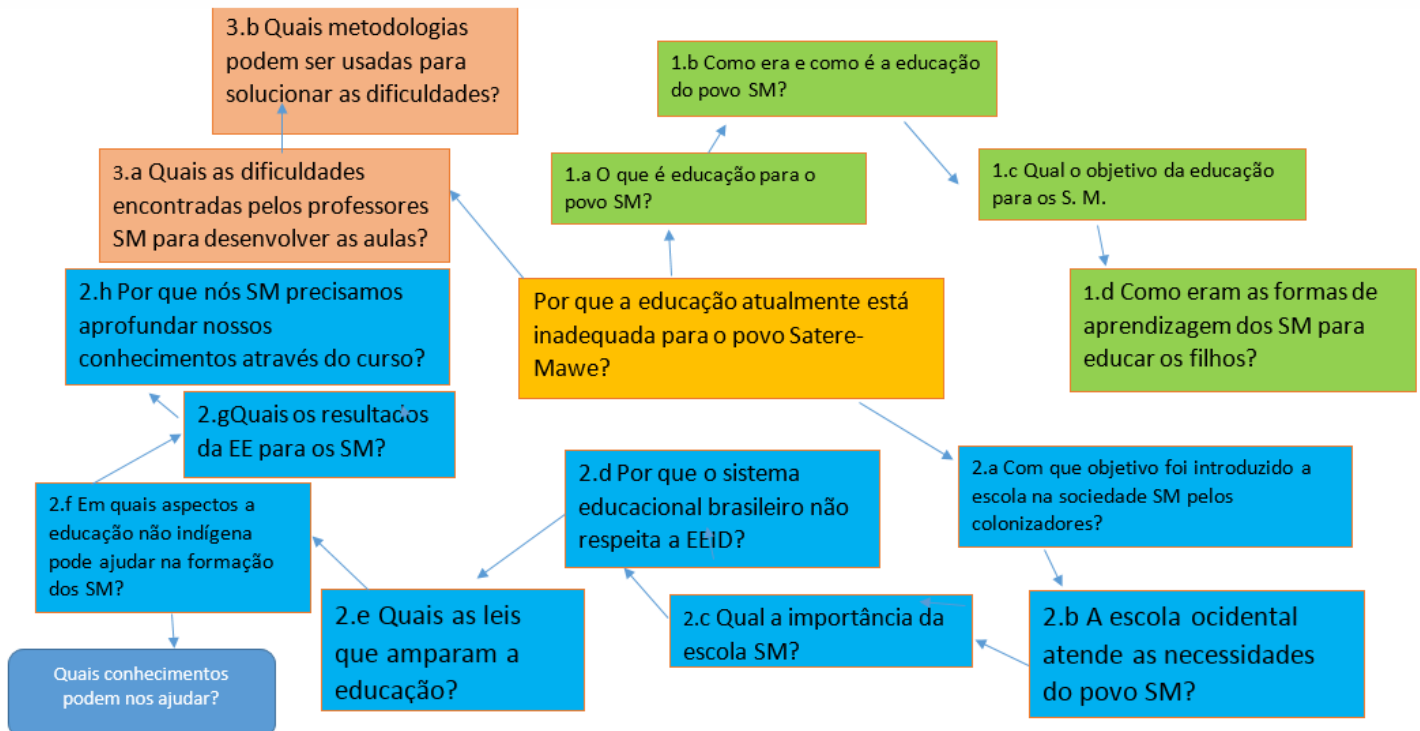 3.b Quais metodologias
podem ser usadas para
solucionar as dificuldades?
1.b Como era e como é a educação
do povo SM?
3.a Quais as dificuldades
encontradas pelos professores
SM para desenvolver as aulas?
1.a O que é educação para o
povo SM?
1.c Qual o objetivo da educação
para os S. M.
2.h Por que nós SM precisamos
aprofundar nossos
conhecimentos através do curso?
Por que a educação atualmente está
inadequada para o povo Satere-
Mawe?
1.d Como eram as formas de
aprendizagem dos SM para
educar os filhos?
2.gQuais os resultados
da EE para os SM?
2.d Por que o sistema
educacional brasileiro não
respeita a EEiD?
2.a Com que objetivo foi introduzido a
escola na sociedade SM pelos
colonizadores?
2.f Em quais aspectos a
educação não indígena
pode ajudar na formação
dos SM?
2.e Quais as leis
que amparam a
educação?
2.c Qual a importância da
escola SM?
2.b A escola ocidental
atende as necessidades
do povo SM?
Quais conhecimentos
podem nos ajudar?